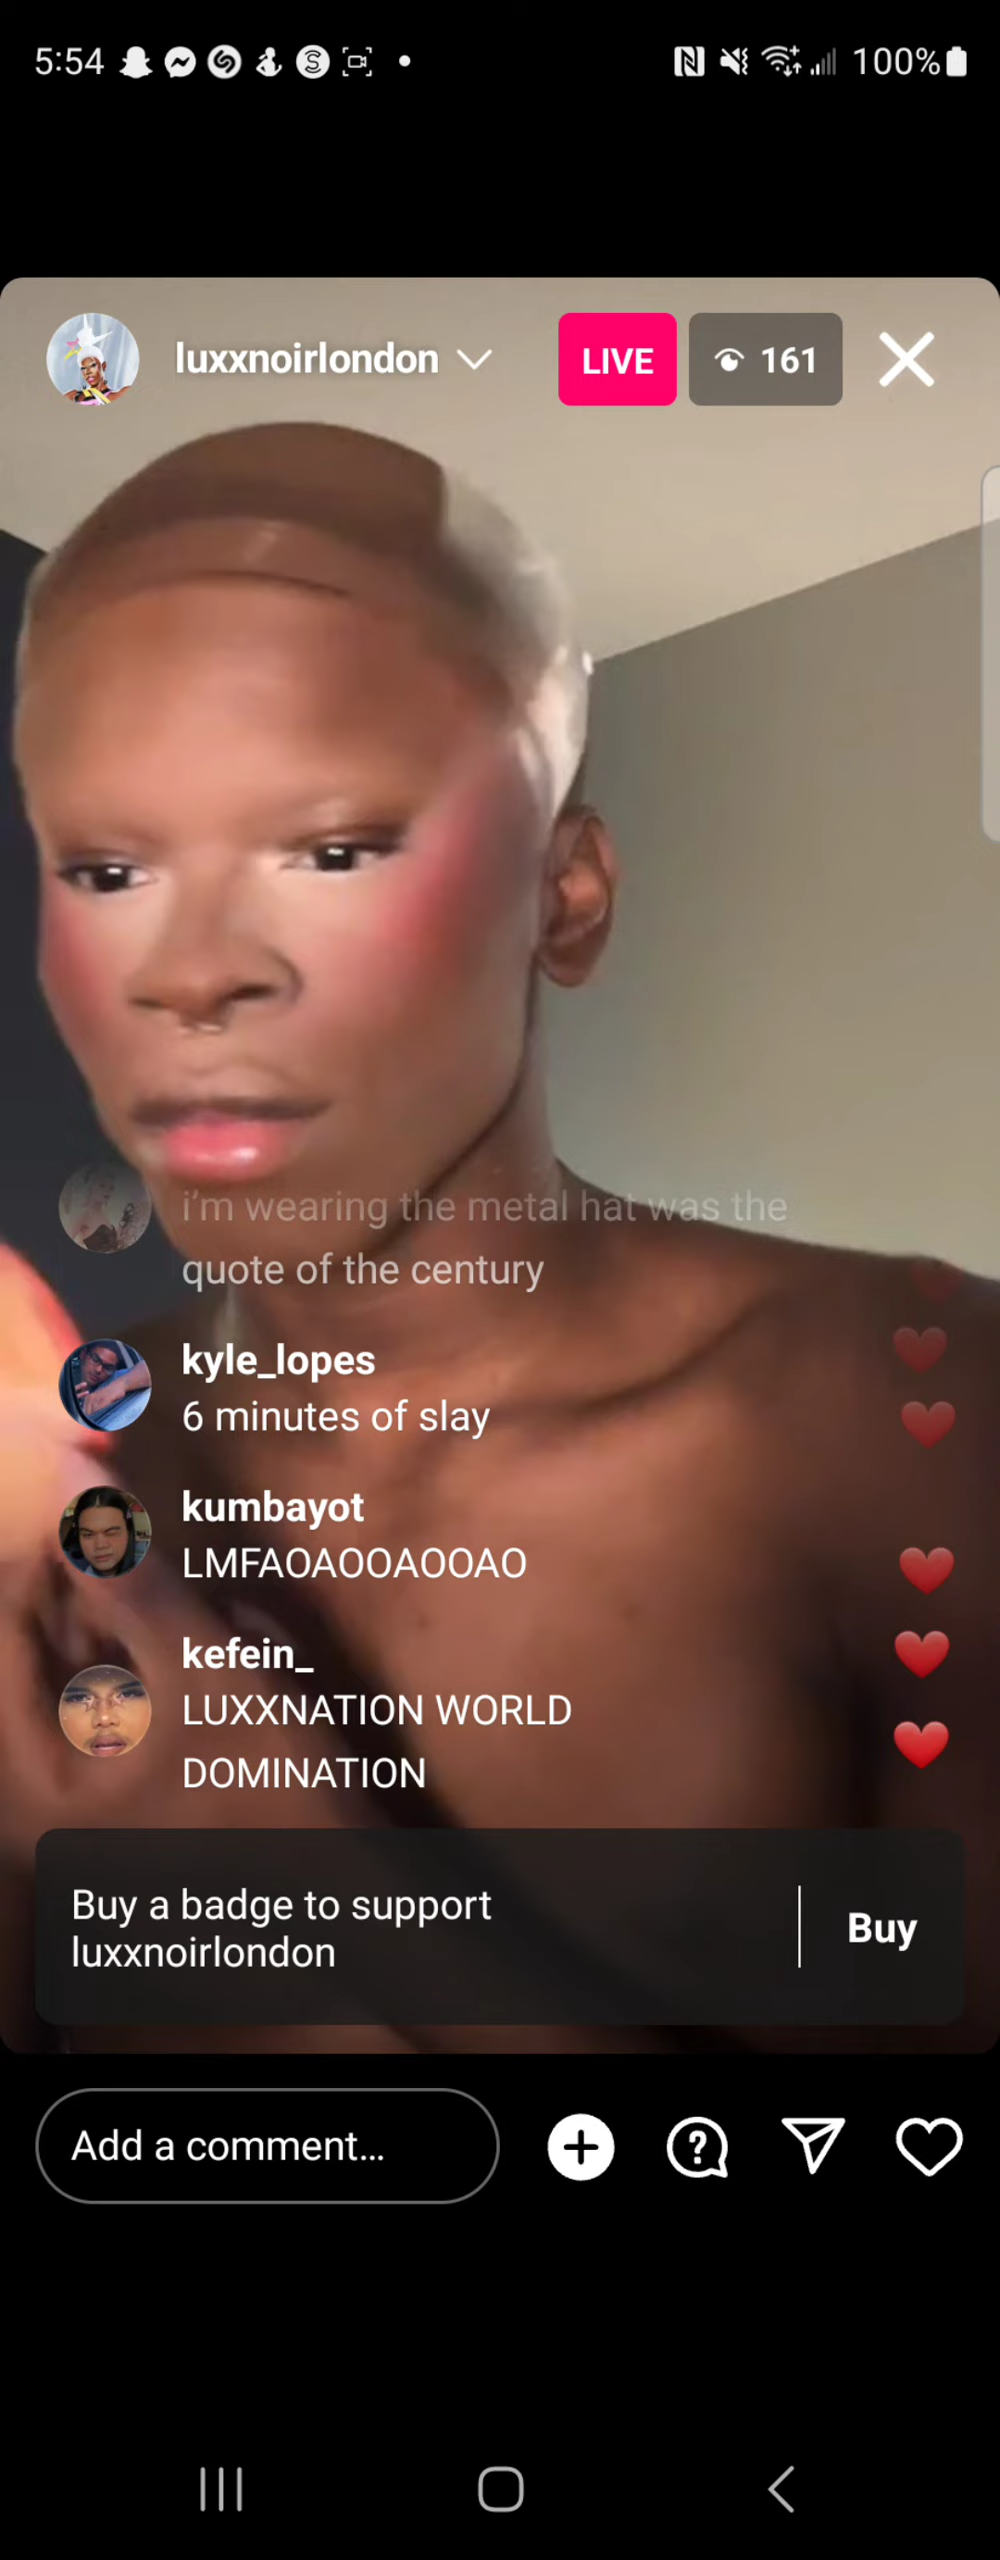 5:54
100%
luxxnoirlondon
LIVE
161
i'm wearing the metal hat was the
quote of the century
kyle_lopes
6 minutes of slay
kumbayot
LMFAOAOOAOOAO
kefein_
LUXXNATION WORLD
DOMINATION
Buy a badge to support
luxxnoirlondon
Buy
Add a comment...